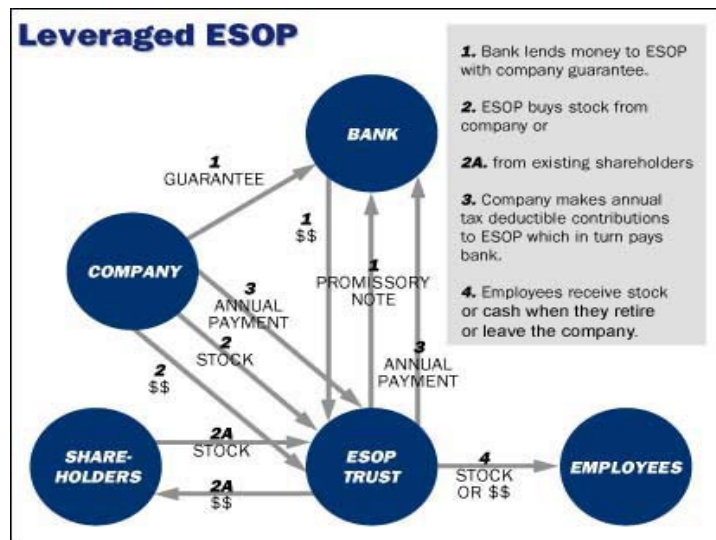 Leveraged ESOP
1. Bank lends money to ESOP
with company guarantee.
2. ESOP buys stock from
company or
2A. from existing shareholders
3. Company makes annual
tax deductible contributions
to ESOP which in turn pays
bank.
4. Employees receive stock
or cash when they retire
or leave the company.
BANK
1
GUARANTEE
1
$$
COMPANY
1
PROMISSORY
NOTE
3
ANNUAL
PAYMENT
2
STOCK
3
ANNUAL
PAYMENT
2
$$
SHARE-
HOLDERS
2A
STOCK
2A
$$
ESOP
TRUST
4
STOCK
OR $$
EMPLOYEES